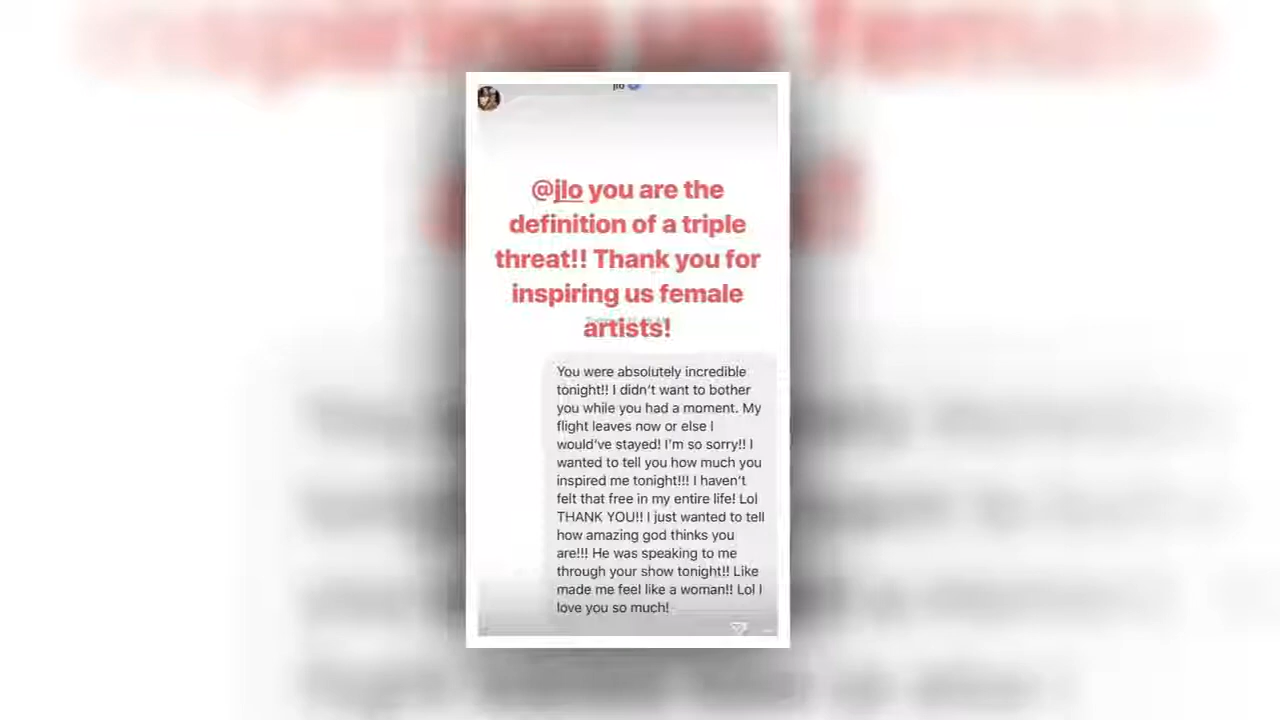 jlo
@jlo you are the
definition of a triple
threat!! Thank you for
inspiring us female
artists!
You were absolutely incredible
tonight!! I didn't want to bother
you while you had a moment. My
flight leaves now or else I
would've stayed! I'm so sorry!! I
wanted to tell you how much you
inspired me tonight!!! I haven't
felt that free in my entire life! Lol
THANK YOU!! I just wanted to tell
how amazing god thinks you
are!!! He was speaking to me
through your show tonight!! Like
made me feel like a woman!! Lol I
love you so much!